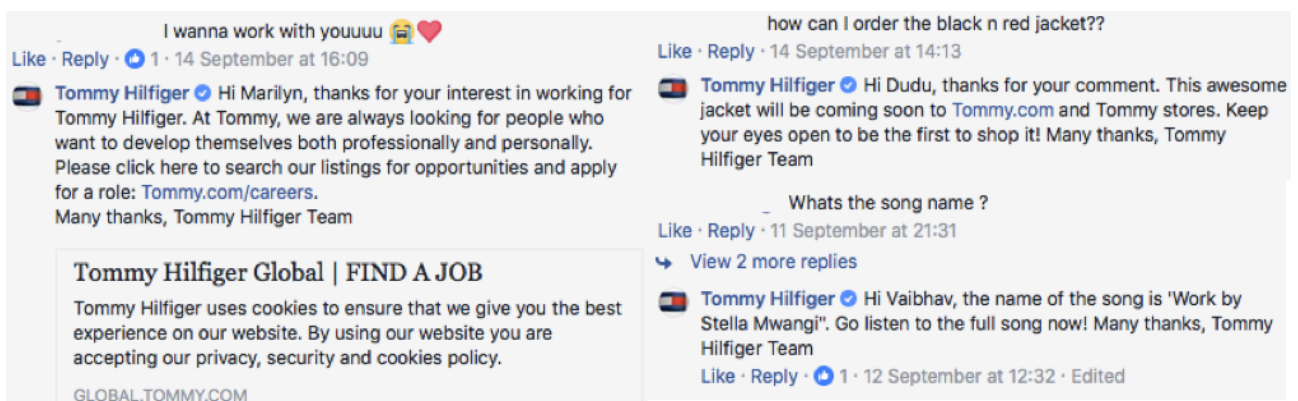 I wanna work with youuuu 😭❤️
Like · Reply · 1 · 14 September at 16:09
Tommy Hilfiger Hi Marilyn, thanks for your interest in working for
Tommy Hilfiger. At Tommy, we are always looking for people who
want to develop themselves both professionally and personally.
Please click here to search our listings for opportunities and apply
for a role: Tommy.com/careers.
Many thanks, Tommy Hilfiger Team
Tommy Hilfiger Global | FIND A JOB
Tommy Hilfiger uses cookies to ensure that we give you the best
experience on our website. By using our website you are
accepting our privacy, security and cookies policy.
GLOBAL.TOMMY.COM
how can I order the black n red jacket??
Like · Reply · 14 September at 14:13
Tommy Hilfiger Hi Dudu, thanks for your comment. This awesome
jacket will be coming soon to Tommy.com and Tommy stores. Keep
your eyes open to be the first to shop it! Many thanks, Tommy
Hilfiger Team
Whats the song name ?
Like · Reply · 11 September at 21:31
View 2 more replies
Tommy Hilfiger Hi Vaibhav, the name of the song is 'Work by
Stella Mwangi". Go listen to the full song now! Many thanks, Tommy
Hilfiger Team
Like · Reply · 1 · 12 September at 12:32 · Edited